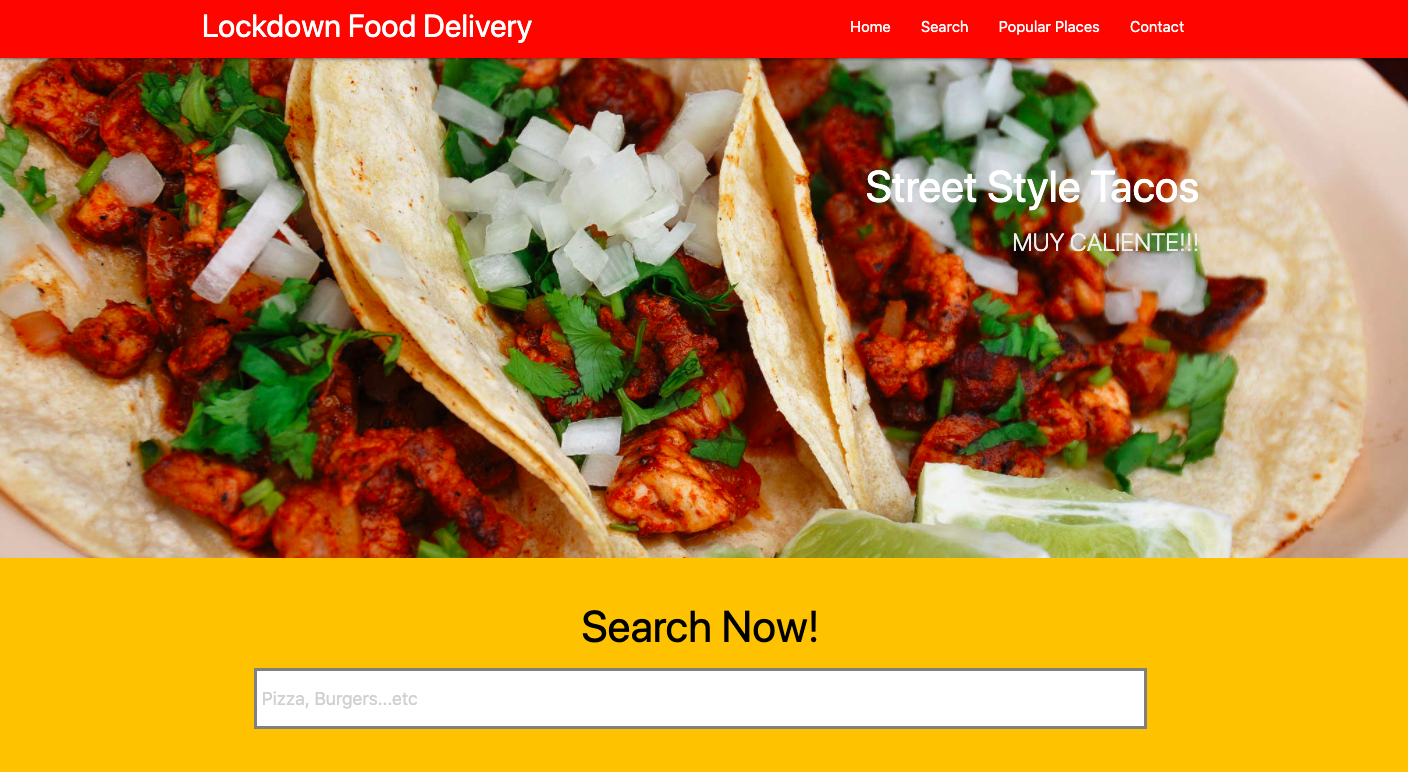 Lockdown Food Delivery
Home Search Popular Places Contact
Street Style Tacos
MUY CALIENTE!!!
Search Now!
Pizza, Burgers...etc